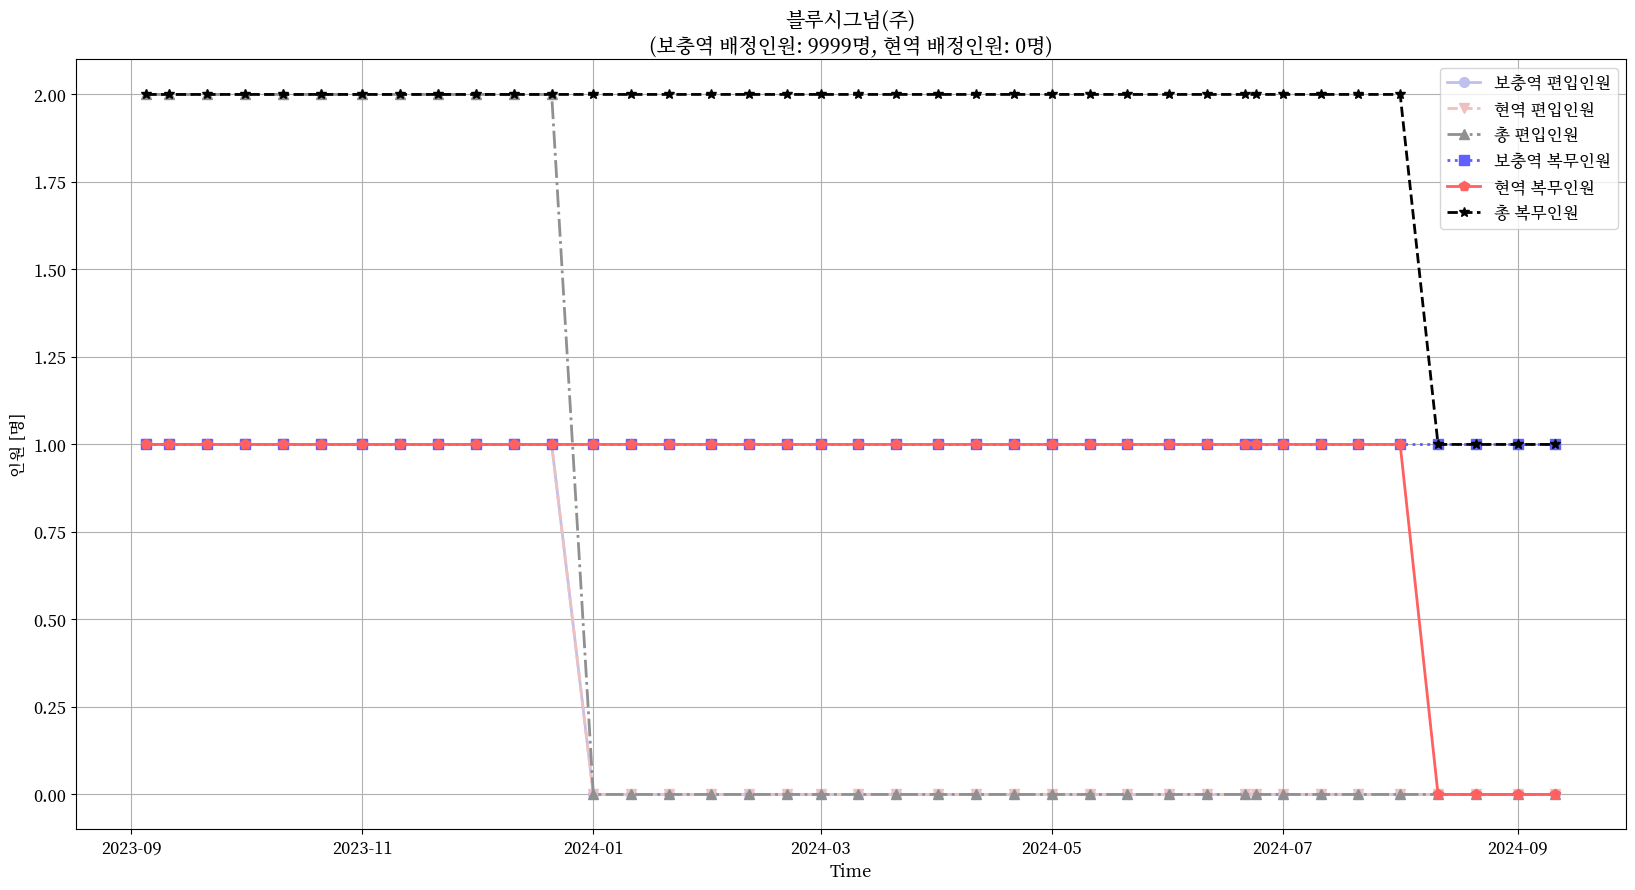 블루시그넘(주)
(보충역 배정인원: 9999명, 현역 배정인원: 0명)
보충역 편입인원
현역 편입인원
총 편입인원
보충역 복무인원
현역 복무인원
총 복무인원
2.00
1.75
1.50
1.25
1.00
0.75
0.50
0.25
0.00
인원 [명]
2023-09 2023-11 2024-01 2024-03 2024-05 2024-07 2024-09
Time